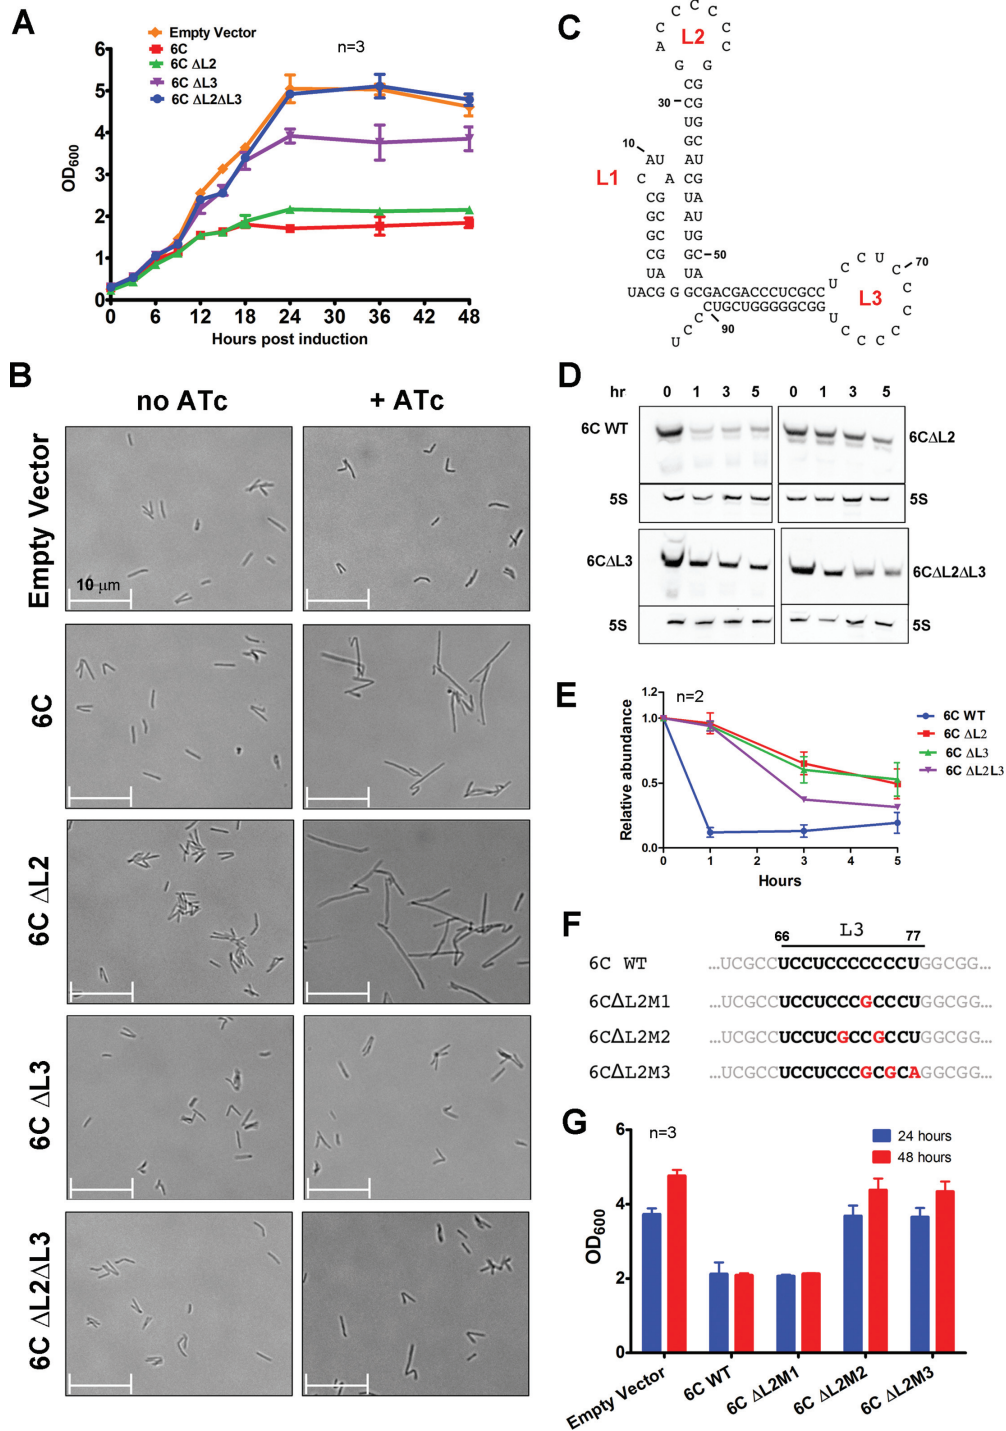 A
Empty Vector
6C
6C ΔL2
6C ΔL3
6C ΔL2ΔL3
n=3
OD600
6
5
4
3
2
1
0
0 6 12 18 24 30 36 42 48
Hours post induction
B
no ATc + ATc
Empty Vector
10 µm
6C
6C ΔL2
6C ΔL3
6C ΔL2ΔL3
C
L2
30
10
L1
50
70
L3
90
UACGG
GACGACCCUCGCC
CUGCUGGGGGCGG
D
hr 0 1 3 5 0 1 3 5
6C WT 6CΔL2
5S 5S
6CΔL3 6CΔL2ΔL3
5S 5S
E
n=2
Relative abundance
1.2
1.0
0.5
0.0
0 1 2 3 4 5
Hours
6C WT
6C ΔL2
6C ΔL3
6C ΔL2L3
F
66 L3 77
6C WT ...UCGCCUCCUCCCCCCCUGGCGG...
6CΔL2M1 ...UCGCCUCCUCCCGCCCUGGCGG...
6CΔL2M2 ...UCGCCUCCUCGCCGCCUGGCGG...
6CΔL2M3 ...UCGCCUCCUCCCGCGCAGGCGG...
G
n=3
24 hours
48 hours
OD600
6
4
2
0
Empty Vector
6C WT
6C ΔL2M1
6C ΔL2M2
6C ΔL2M3